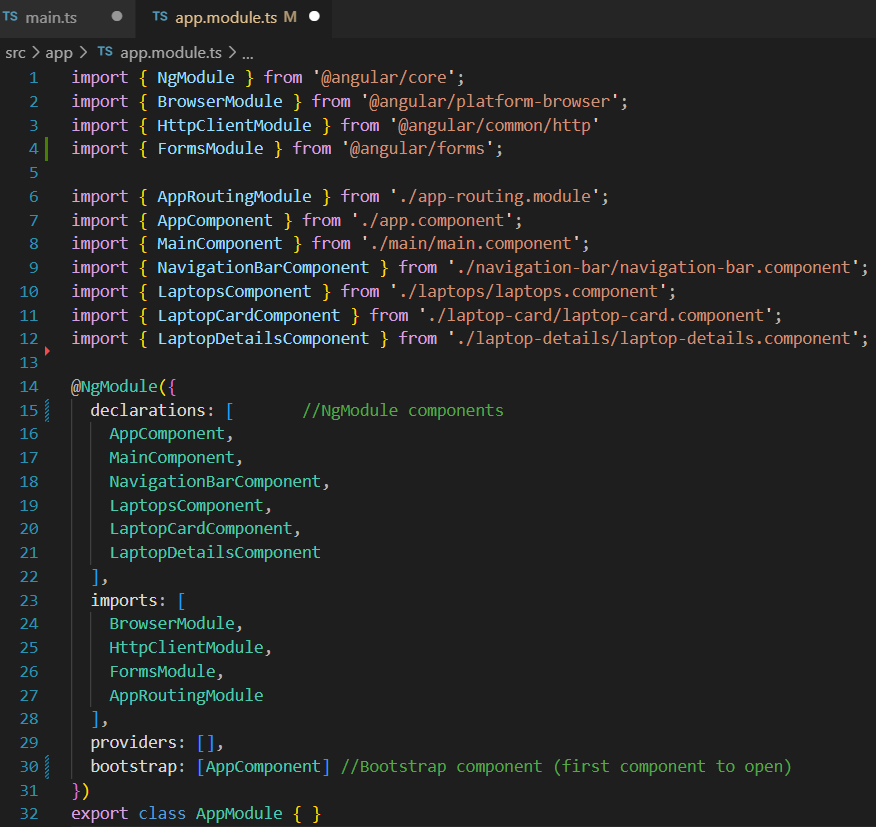 TS main.ts
TS app.module.ts M
src > app > TS app.module.ts > ...
1 import { NgModule } from '@angular/core';
2 import { BrowserModule } from '@angular/platform-browser';
3 import { HttpClientModule } from '@angular/common/http'
4 import { FormsModule } from '@angular/forms';
5
6 import { AppRoutingModule } from './app-routing.module';
7 import { AppComponent } from './app.component';
8 import { MainComponent } from './main/main.component';
9 import { NavigationBarComponent } from './navigation-bar/navigation-bar.component';
10 import { LaptopsComponent } from './laptops/laptops.component';
11 import { LaptopCardComponent } from './laptop-card/laptop-card.component';
12 import { LaptopDetailsComponent } from './laptop-details/laptop-details.component';
13
14 @NgModule({
15   declarations: [       //NgModule components
16     AppComponent,
17     MainComponent,
18     NavigationBarComponent,
19     LaptopsComponent,
20     LaptopCardComponent,
21     LaptopDetailsComponent
22   ],
23   imports: [
24     BrowserModule,
25     HttpClientModule,
26     FormsModule,
27     AppRoutingModule
28   ],
29   providers: [],
30   bootstrap: [AppComponent] //Bootstrap component (first component to open)
31 })
32 export class AppModule { }